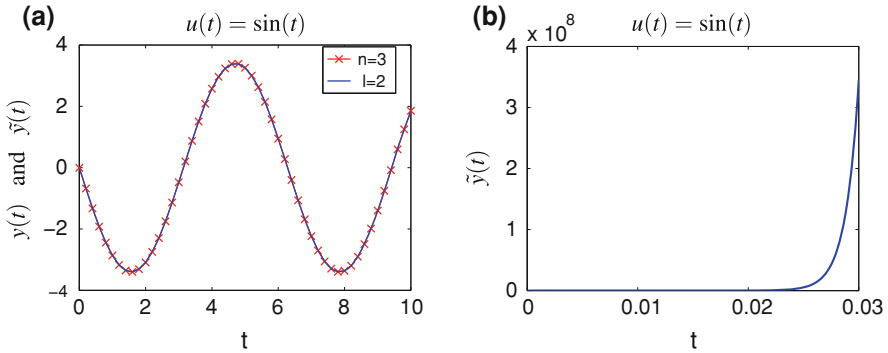 (a)
u(t) = sin(t)
4
2
0
−2
−4
y(t) and ỹ(t)
n=3
l=2
0 2 4 6 8 10
t
(b)
u(t) = sin(t)
x 10^8
4
3
2
1
0
ỹ(t)
0 0.01 0.02 0.03
t